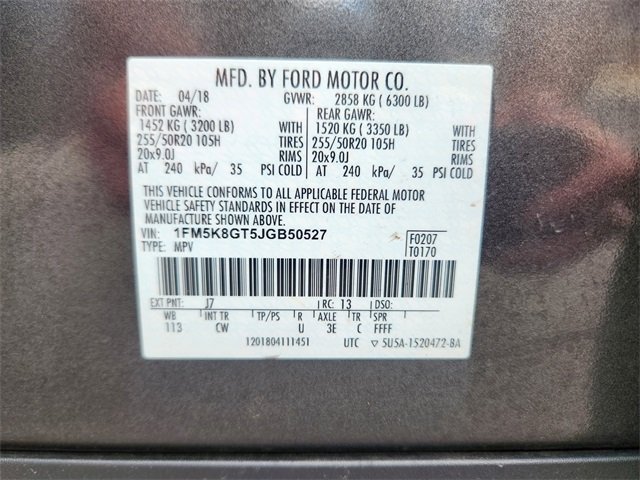 MFD. BY FORD MOTOR CO.
DATE: 04/18 GVWR: 2858 KG ( 6300 LB)
FRONT GAWR: REAR GAWR:
1452 KG ( 3200 LB) WITH 1520 KG ( 3350 LB) WITH
255/50R20 105H TIRES 255/50R20 105H TIRES
20x9.0J RIMS 20x9.0J RIMS
AT 240 kPa/ 35 PSI COLD AT 240 kPa/ 35 PSI COLD
THIS VEHICLE CONFORMS TO ALL APPLICABLE FEDERAL MOTOR
VEHICLE SAFETY STANDARDS IN EFFECT ON THE DATE OF
MANUFACTURE SHOWN ABOVE.
VIN: 1FM5K8GT5JGB50527 F0207
TYPE: MPV T0170
EXT PNT: J7 RC: 13 DSO:
WB INT TR TP/PS R AXLE TR SPR
113 CW U 3E C FFFF
1201804111451 UTC ▽ 5U5A-1520472-BA